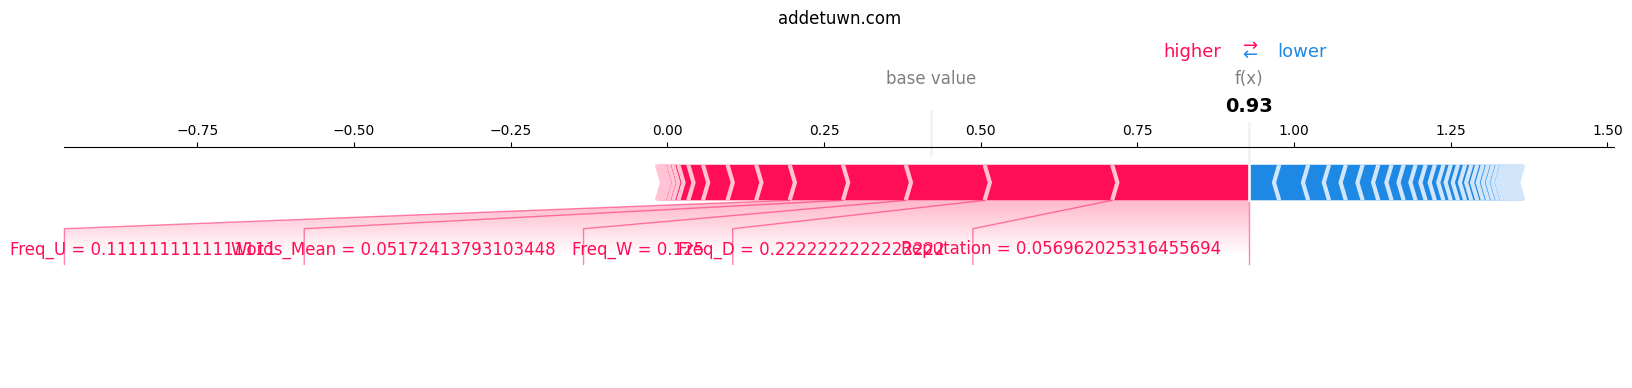 addetuwn.com
higher ⇄ lower
base value f(x)
0.93
−0.75 −0.50 −0.25 0.00 0.25 0.50 0.75 1.00 1.25 1.50
Freq_U = 0.1111111111111111 Words_Mean = 0.05172413793103448 Freq_W = 0.125 Freq_D = 0.2222222222222222 Reputation = 0.056962025316455694